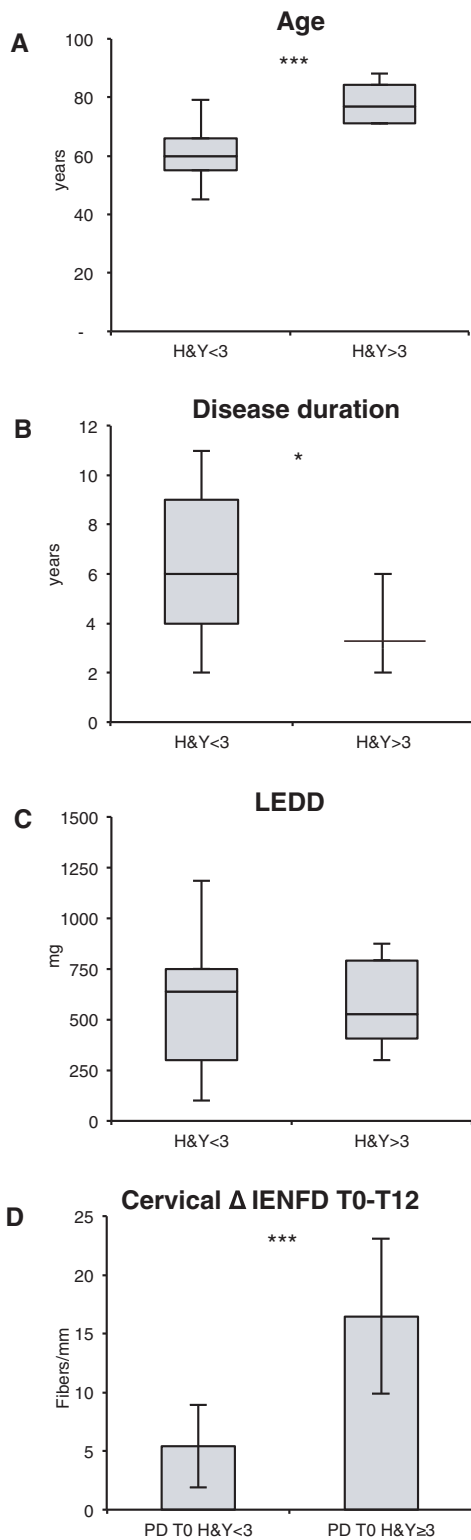 A
Age
***
100
80
60
40
20
-
years
H&Y<3
H&Y>3
B
Disease duration
*
12
10
8
6
4
2
0
years
H&Y<3
H&Y>3
C
LEDD
1500
1250
1000
750
500
250
0
mg
H&Y<3
H&Y>3
D
Cervical Δ IENFD T0-T12
***
25
20
15
10
5
0
Fibers/mm
PD T0 H&Y<3
PD T0 H&Y≥3